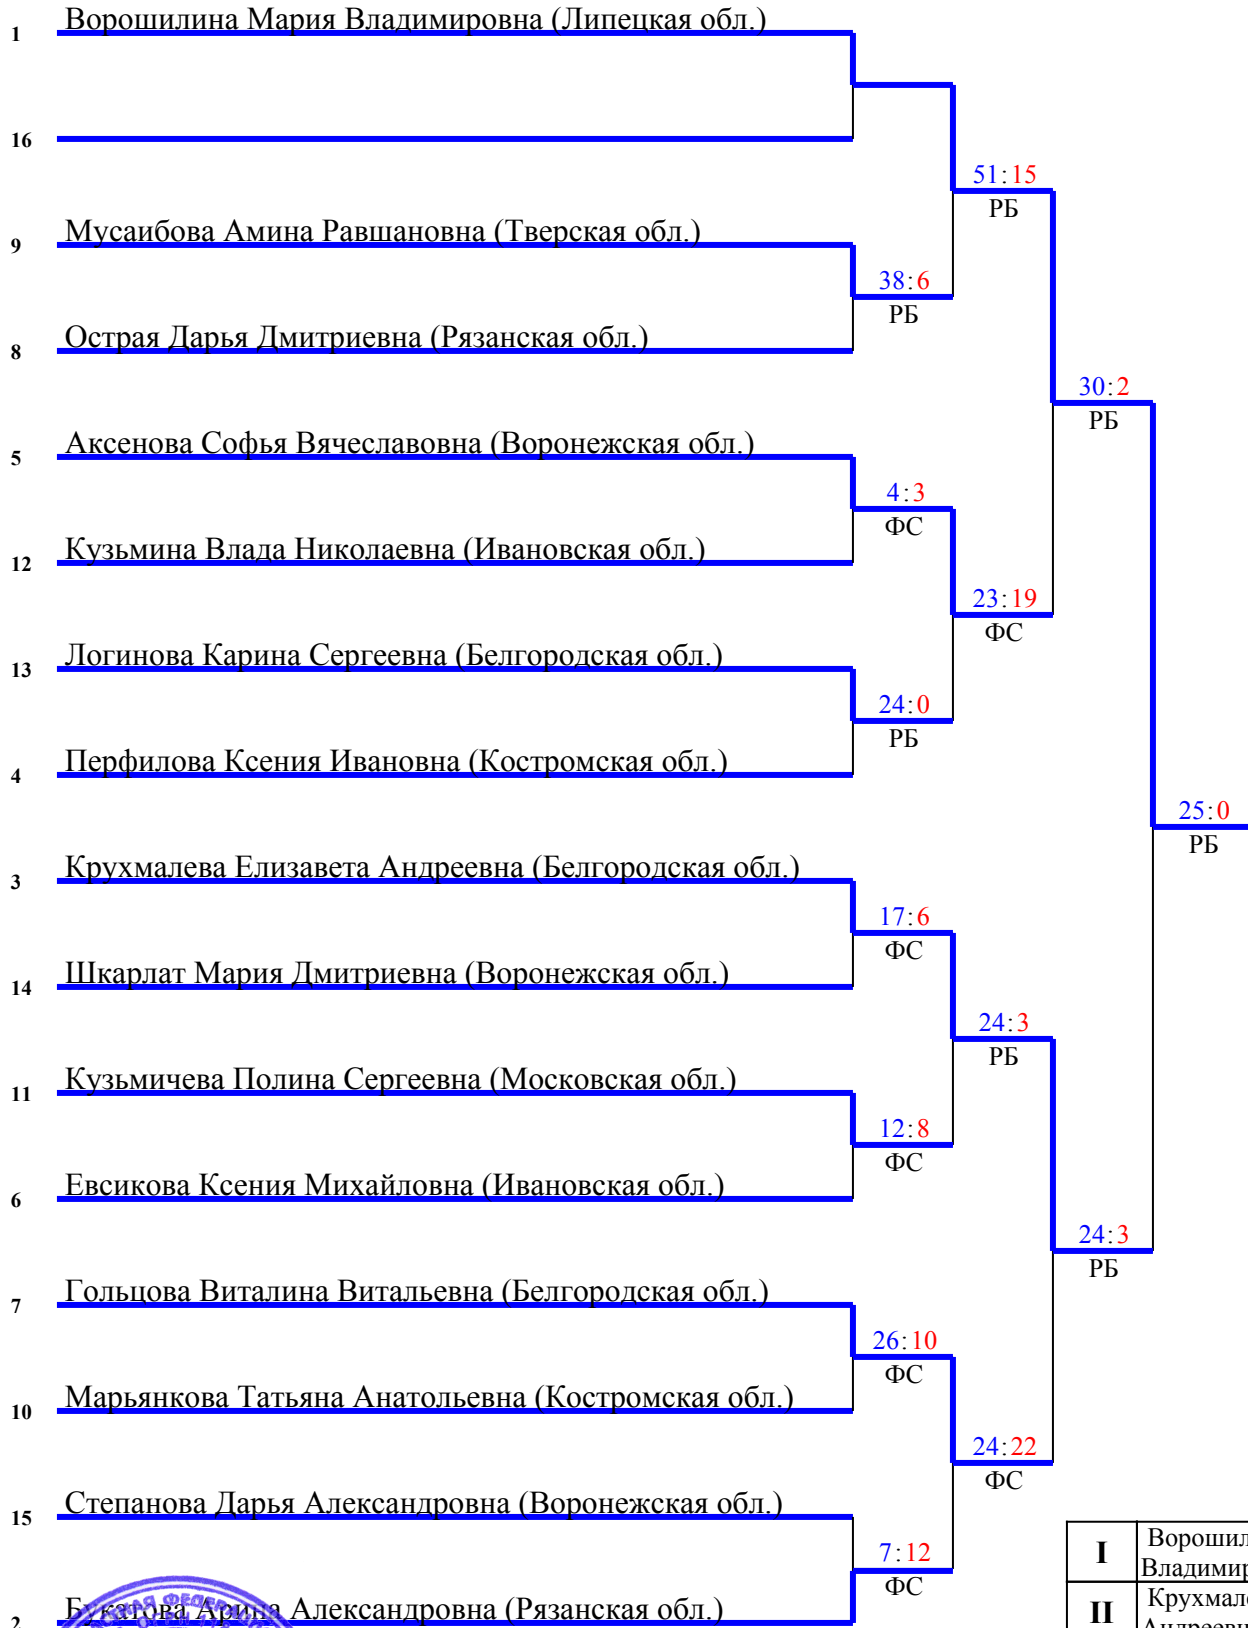 Ворошилина Мария Владимировна (Липецкая обл.)
1
16
51:15
РБ
Мусаибова Амина Равшановна (Тверская обл.)
9
38:6
РБ
Острая Дарья Дмитриевна (Рязанская обл.)
8
30:2
РБ
Аксенова Софья Вячеславовна (Воронежская обл.)
5
4:3
ФС
Кузьмина Влада Николаевна (Ивановская обл.)
12
23:19
ФС
Логинова Карина Сергеевна (Белгородская обл.)
13
24:0
РБ
Перфилова Ксения Ивановна (Костромская обл.)
4
25:0
РБ
Крухмалева Елизавета Андреевна (Белгородская обл.)
3
17:6
ФС
Шкарлат Мария Дмитриевна (Воронежская обл.)
14
24:3
РБ
Кузьмичева Полина Сергеевна (Московская обл.)
11
12:8
ФС
Евсикова Ксения Михайловна (Ивановская обл.)
6
24:3
РБ
Гольцова Виталина Витальевна (Белгородская обл.)
7
26:10
ФС
Марьянкова Татьяна Анатольевна (Костромская обл.)
10
24:22
ФС
Степанова Дарья Александровна (Воронежская обл.)
15
7:12
ФС
Арина Александровна (Рязанская обл.)
2
I Ворошил
Владимир
II Крухмале